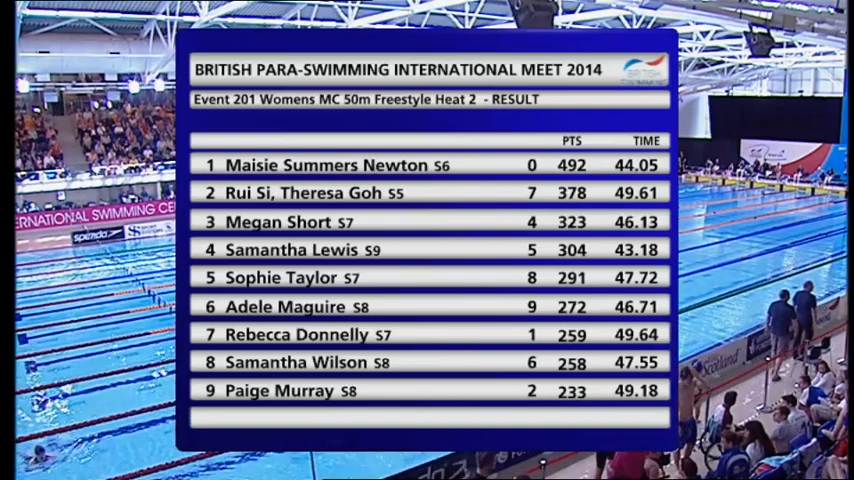 BRITISH PARA-SWIMMING INTERNATIONAL MEET 2014
BRITISH
SWIMMING
Event 201 Womens MC 50m Freestyle Heat 2 - RESULT
PTS TIME
1 Maisie Summers Newton S6 0 492 44.05
2 Rui Si, Theresa Goh S5 7 378 49.61
3 Megan Short S7 4 323 46.13
4 Samantha Lewis S9 5 304 43.18
5 Sophie Taylor S7 8 291 47.72
6 Adele Maguire S8 9 272 46.71
7 Rebecca Donnelly S7 1 259 49.64
8 Samantha Wilson S8 6 258 47.55
9 Paige Murray S8 2 233 49.18
INTERNATIONAL SWIMMING CE
speedo
Scotland